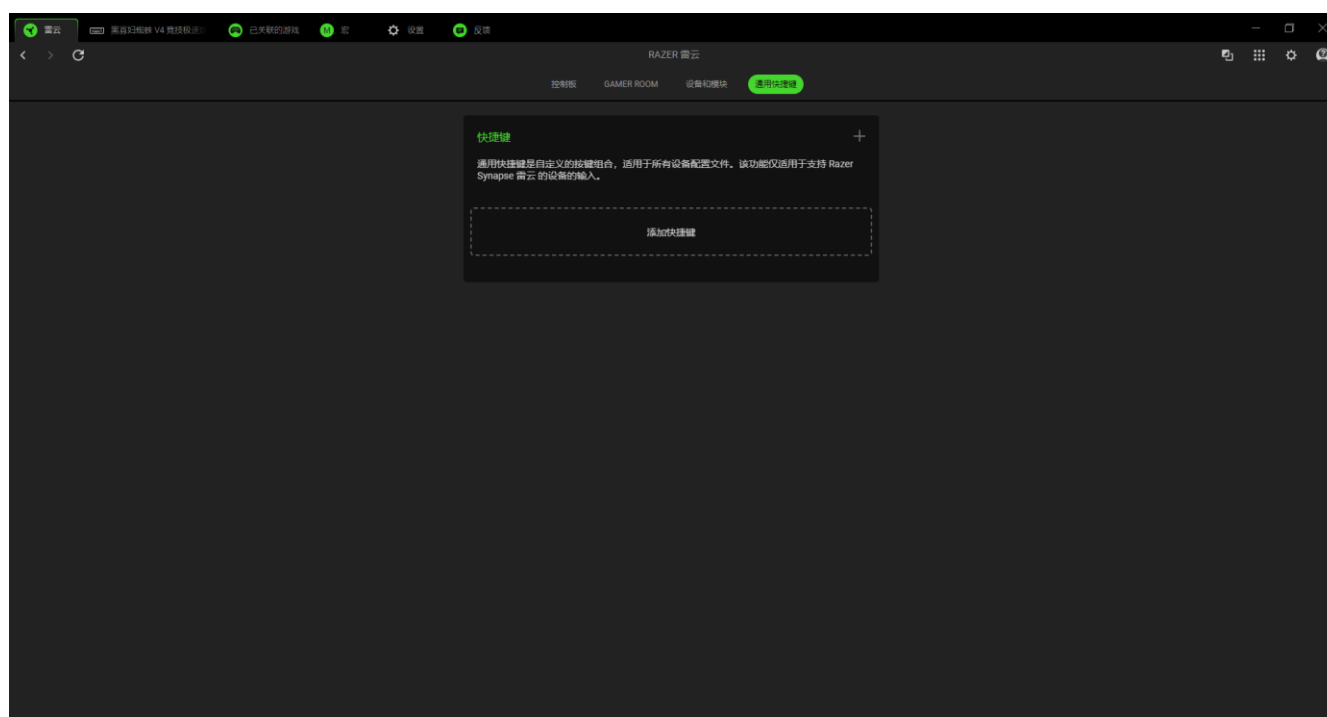 雷云
黑寡妇蜘蛛 V4 竞技极速
已关联的游戏
M
宏
设置
反馈
RAZER 雷云
控制板
GAMER ROOM
设备和模块
通用快捷键
快捷键
通用快捷键是自定义的按键组合，适用于所有设备配置文件。该功能仅适用于支持 Razer
Synapse 雷云 的设备的输入。
添加快捷键